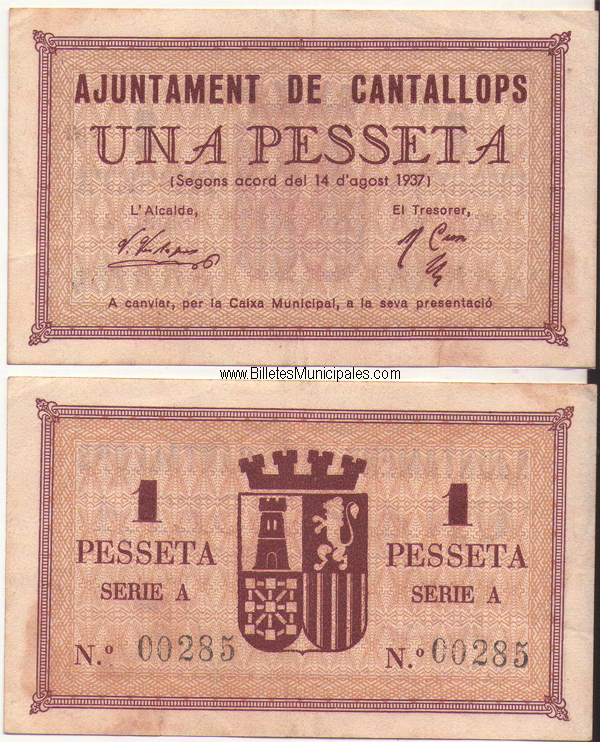 AJUNTAMENT DE CANTALLOPS
UNA PESSETA
(Segons acord del 14 d'agost 1937)
L'Alcalde, El Tresorer,
A canviar, per la Caixa Municipal, a la seva presentació
www.BilletesMunicipales.com
1 1
PESSETA PESSETA
SERIE A SERIE A
N.º 00285 N.º 00285